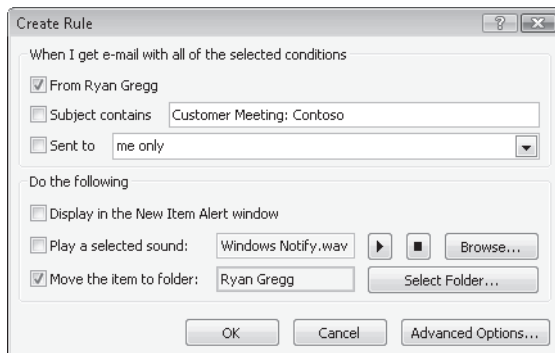 Create Rule
When I get e-mail with all of the selected conditions
From Ryan Gregg
Subject contains Customer Meeting: Contoso
Sent to me only
Do the following
Display in the New Item Alert window
Play a selected sound: Windows Notify.wav Browse...
Move the item to folder: Ryan Gregg Select Folder...
OK Cancel Advanced Options...